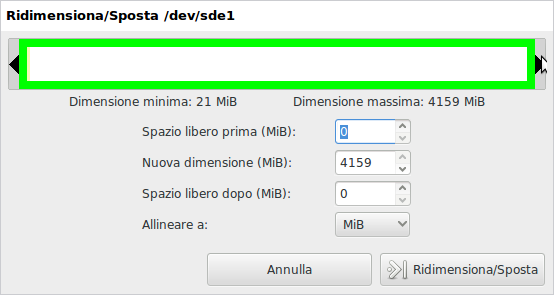 Ridimensiona/Sposta /dev/sde1
Dimensione minima: 21 MiB Dimensione massima: 4159 MiB
Spazio libero prima (MiB): 0
Nuova dimensione (MiB): 4159
Spazio libero dopo (MiB): 0
Allineare a: MiB
Annulla Ridimensiona/Sposta